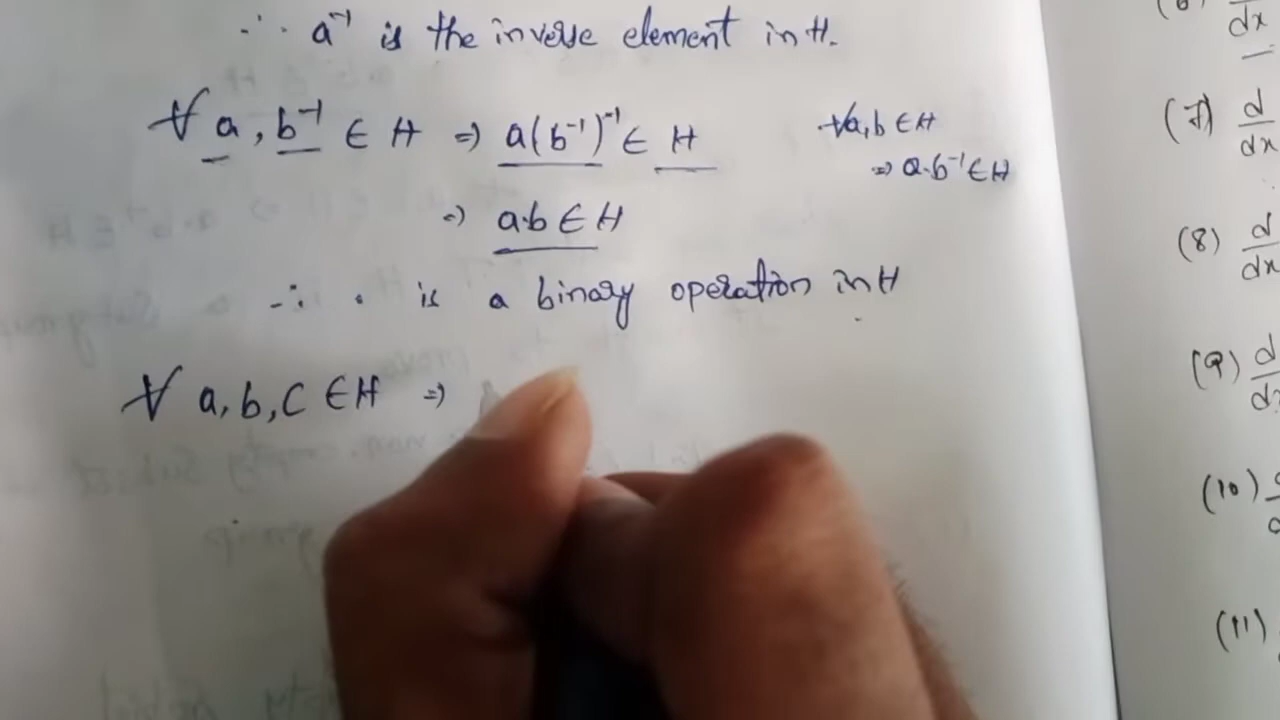 ∴ a⁻¹ is the inverse element in H.
∀ a, b⁻¹ ∈ H ⇒ a(b⁻¹)⁻¹ ∈ H
∀a, b ∈ H
⇒ a·b⁻¹ ∈ H
⇒ a·b ∈ H
∴ · is a binary operation in H
∀ a, b, c ∈ H ⇒
dx
(7) d
dx
(8) d
dx
(9) d
(10)
(11)